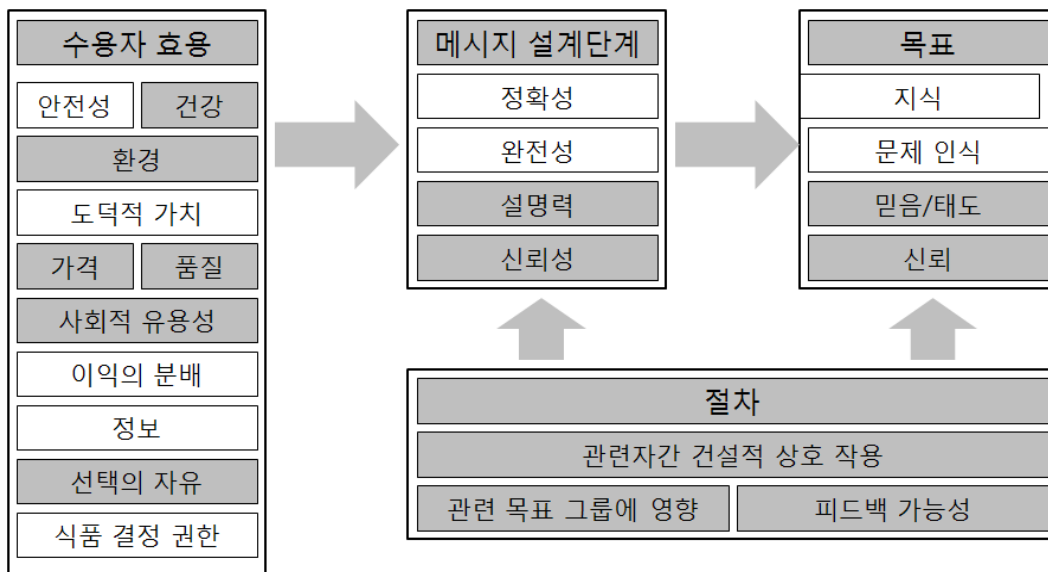 수용자 효용
안전성 건강
환경
도덕적 가치
가격 품질
사회적 유용성
이익의 분배
정보
선택의 자유
식품 결정 권한
메시지 설계단계
정확성
완전성
설명력
신뢰성
목표
지식
문제 인식
믿음/태도
신뢰
절차
관련자간 건설적 상호 작용
관련 목표 그룹에 영향 피드백 가능성